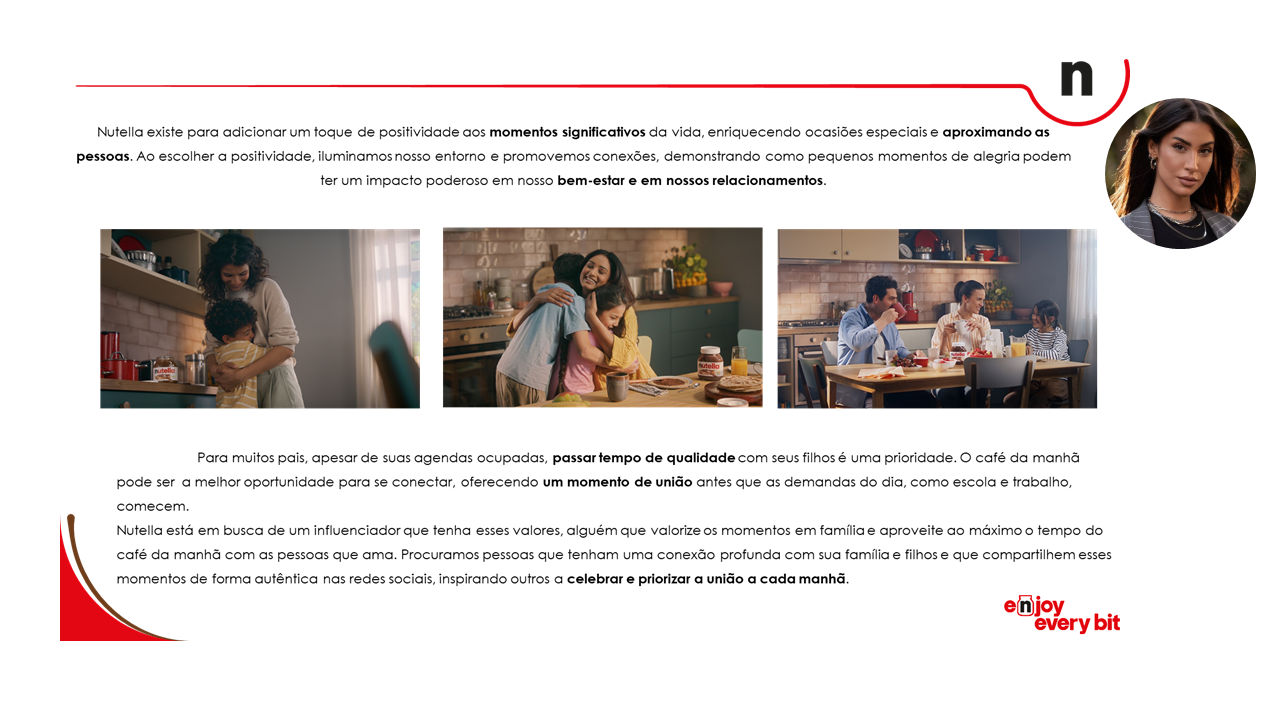 n
Nutella existe para adicionar um toque de positividade aos momentos significativos da vida, enriquecendo ocasiões especiais e aproximando as
pessoas. Ao escolher a positividade, iluminamos nosso entorno e promovemos conexões, demonstrando como pequenos momentos de alegria podem
ter um impacto poderoso em nosso bem-estar e em nossos relacionamentos.
nutella
nutella
nutella
Para muitos pais, apesar de suas agendas ocupadas, passar tempo de qualidade com seus filhos é uma prioridade. O café da manhã
pode ser a melhor oportunidade para se conectar, oferecendo um momento de união antes que as demandas do dia, como escola e trabalho,
comecem.
Nutella está em busca de um influenciador que tenha esses valores, alguém que valorize os momentos em família e aproveite ao máximo o tempo do
café da manhã com as pessoas que ama. Procuramos pessoas que tenham uma conexão profunda com sua família e filhos e que compartilhem esses
momentos de forma autêntica nas redes sociais, inspirando outros a celebrar e priorizar a união a cada manhã.
enjoy
every bit